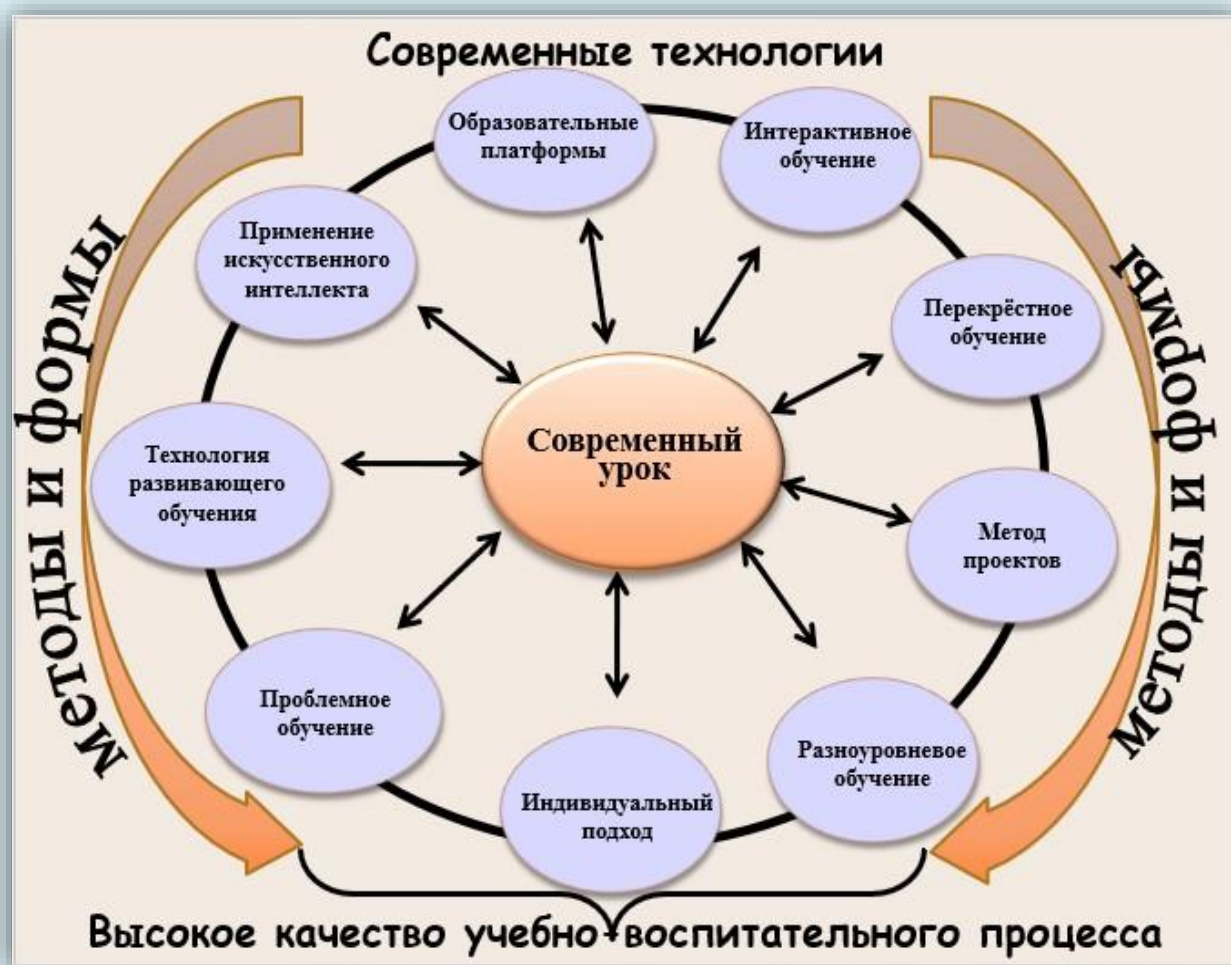 Современные технологии
Образовательные
платформы
Интерактивное
обучение
Применение
искусственного
интеллекта
Перекрёстное
обучение
Методы и формы
Методы и формы
Современный
урок
Технология
развивающего
обучения
Метод
проектов
Проблемное
обучение
Разноуровневое
обучение
Индивидуальный
подход
Высокое качество учебно-воспитательного процесса